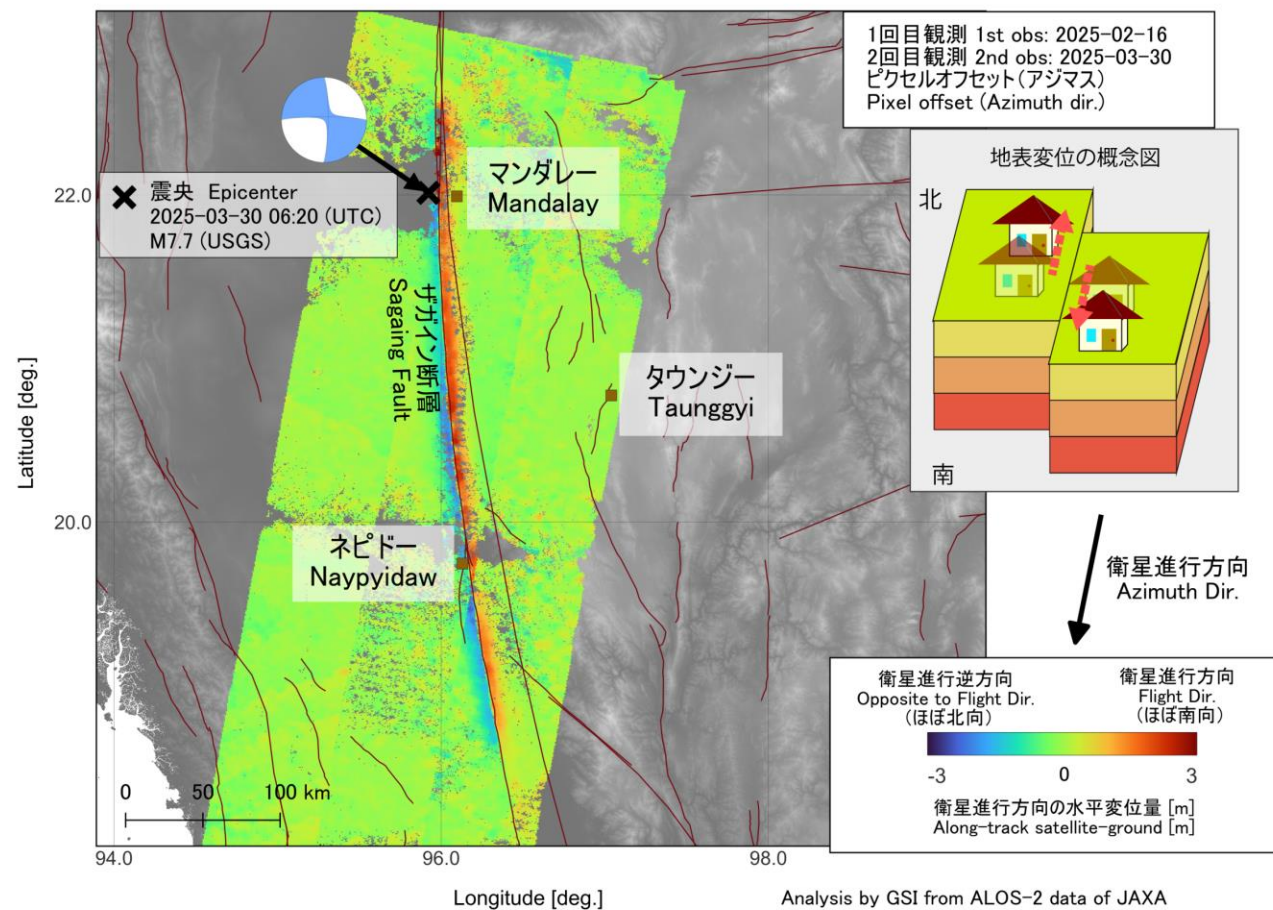 1回目観測 1st obs: 2025-02-16
2回目観測 2nd obs: 2025-03-30
ピクセルオフセット(アジマス)
Pixel offset (Azimuth dir.)
地表変位の概念図
北
南
震央 Epicenter
2025-03-30 06:20 (UTC)
M7.7 (USGS)
マンダレー
Mandalay
ザガイン断層
Sagaing Fault
タウンジー
Taunggyi
ネピドー
Naypyidaw
衛星進行方向
Azimuth Dir.
衛星進行逆方向
Opposite to Flight Dir.
(ほぼ北向)
衛星進行方向
Flight Dir.
(ほぼ南向)
-3 0 3
衛星進行方向の水平変位量 [m]
Along-track satellite-ground [m]
0 50 100 km
Latitude [deg.]
22.0
20.0
94.0 96.0 98.0
Longitude [deg.]
Analysis by GSI from ALOS-2 data of JAXA